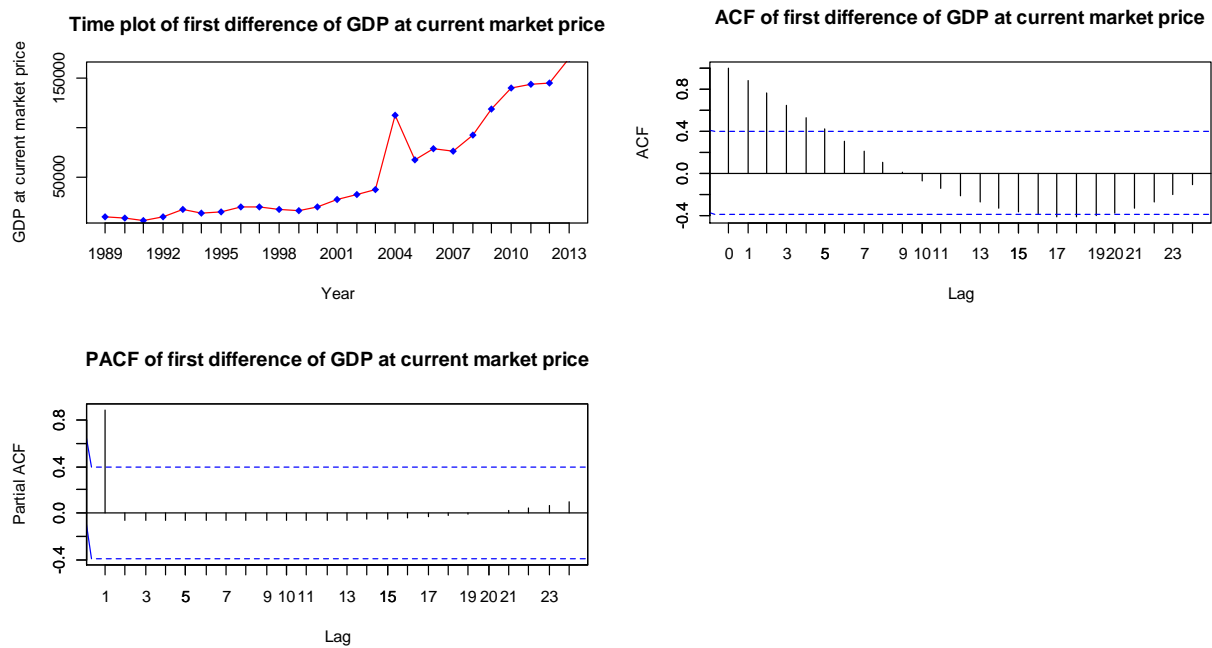 Time plot of first difference of GDP at current market price
GDP at current market price
150000
50000
1989 1992 1995 1998 2001 2004 2007 2010 2013
Year
ACF of first difference of GDP at current market price
ACF
0.8
0.4
0.0
-0.4
0 1 3 5 7 9 10 11 13 15 17 19 20 21 23
Lag
PACF of first difference of GDP at current market price
Partial ACF
0.8
0.4
0.0
-0.4
1 3 5 7 9 10 11 13 15 17 19 20 21 23
Lag